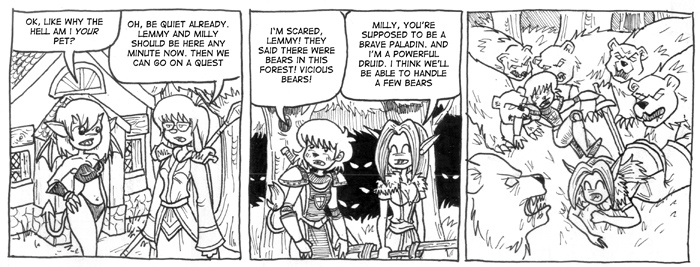 OK, LIKE WHY THE
HELL AM I YOUR
PET?
OH, BE QUIET ALREADY.
LEMMY AND MILLY
SHOULD BE HERE ANY
MINUTE NOW. THEN WE
CAN GO ON A QUEST
I'M SCARED,
LEMMY! THEY
SAID THERE WERE
BEARS IN THIS
FOREST! VICIOUS
BEARS!
MILLY, YOU'RE
SUPPOSED TO BE A
BRAVE PALADIN. AND
I'M A POWERFUL
DRUID. I THINK WE'LL
BE ABLE TO HANDLE
A FEW BEARS